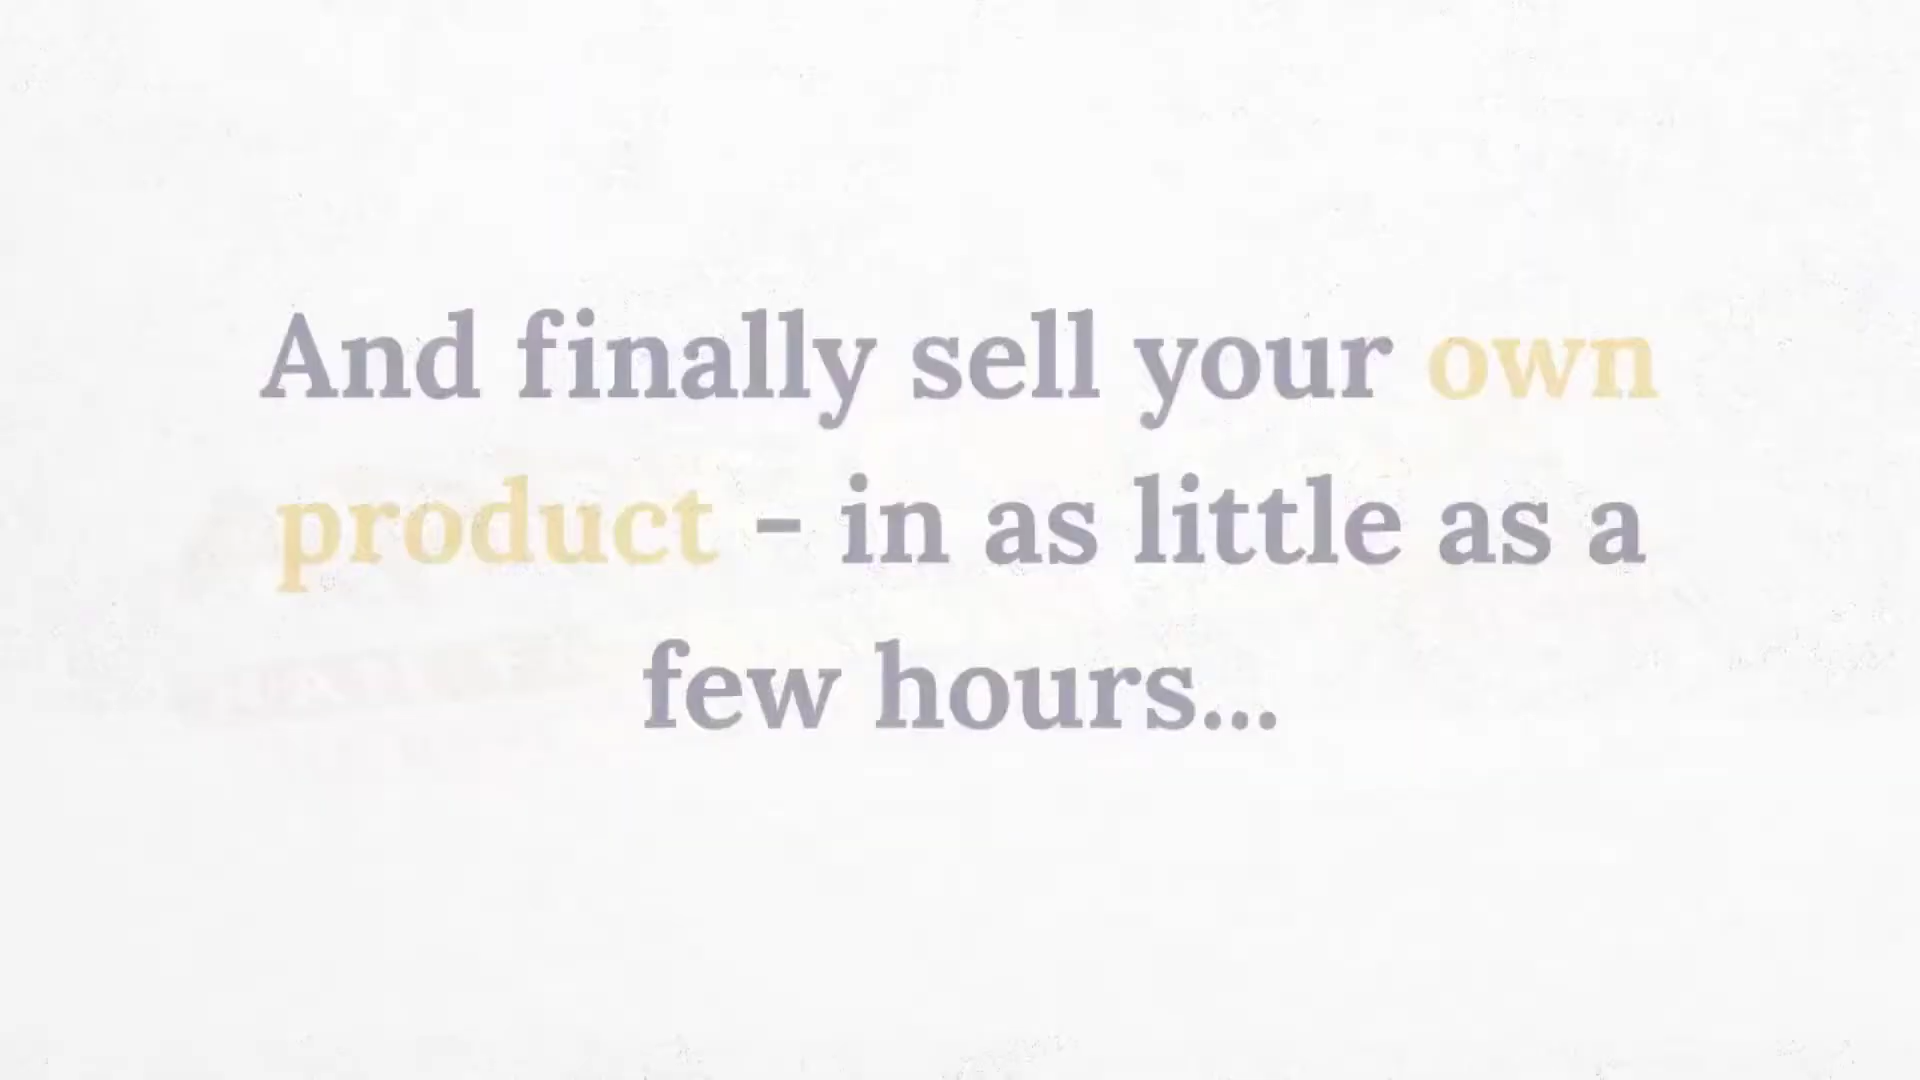 And finally sell your own
product - in as little as a
few hours...